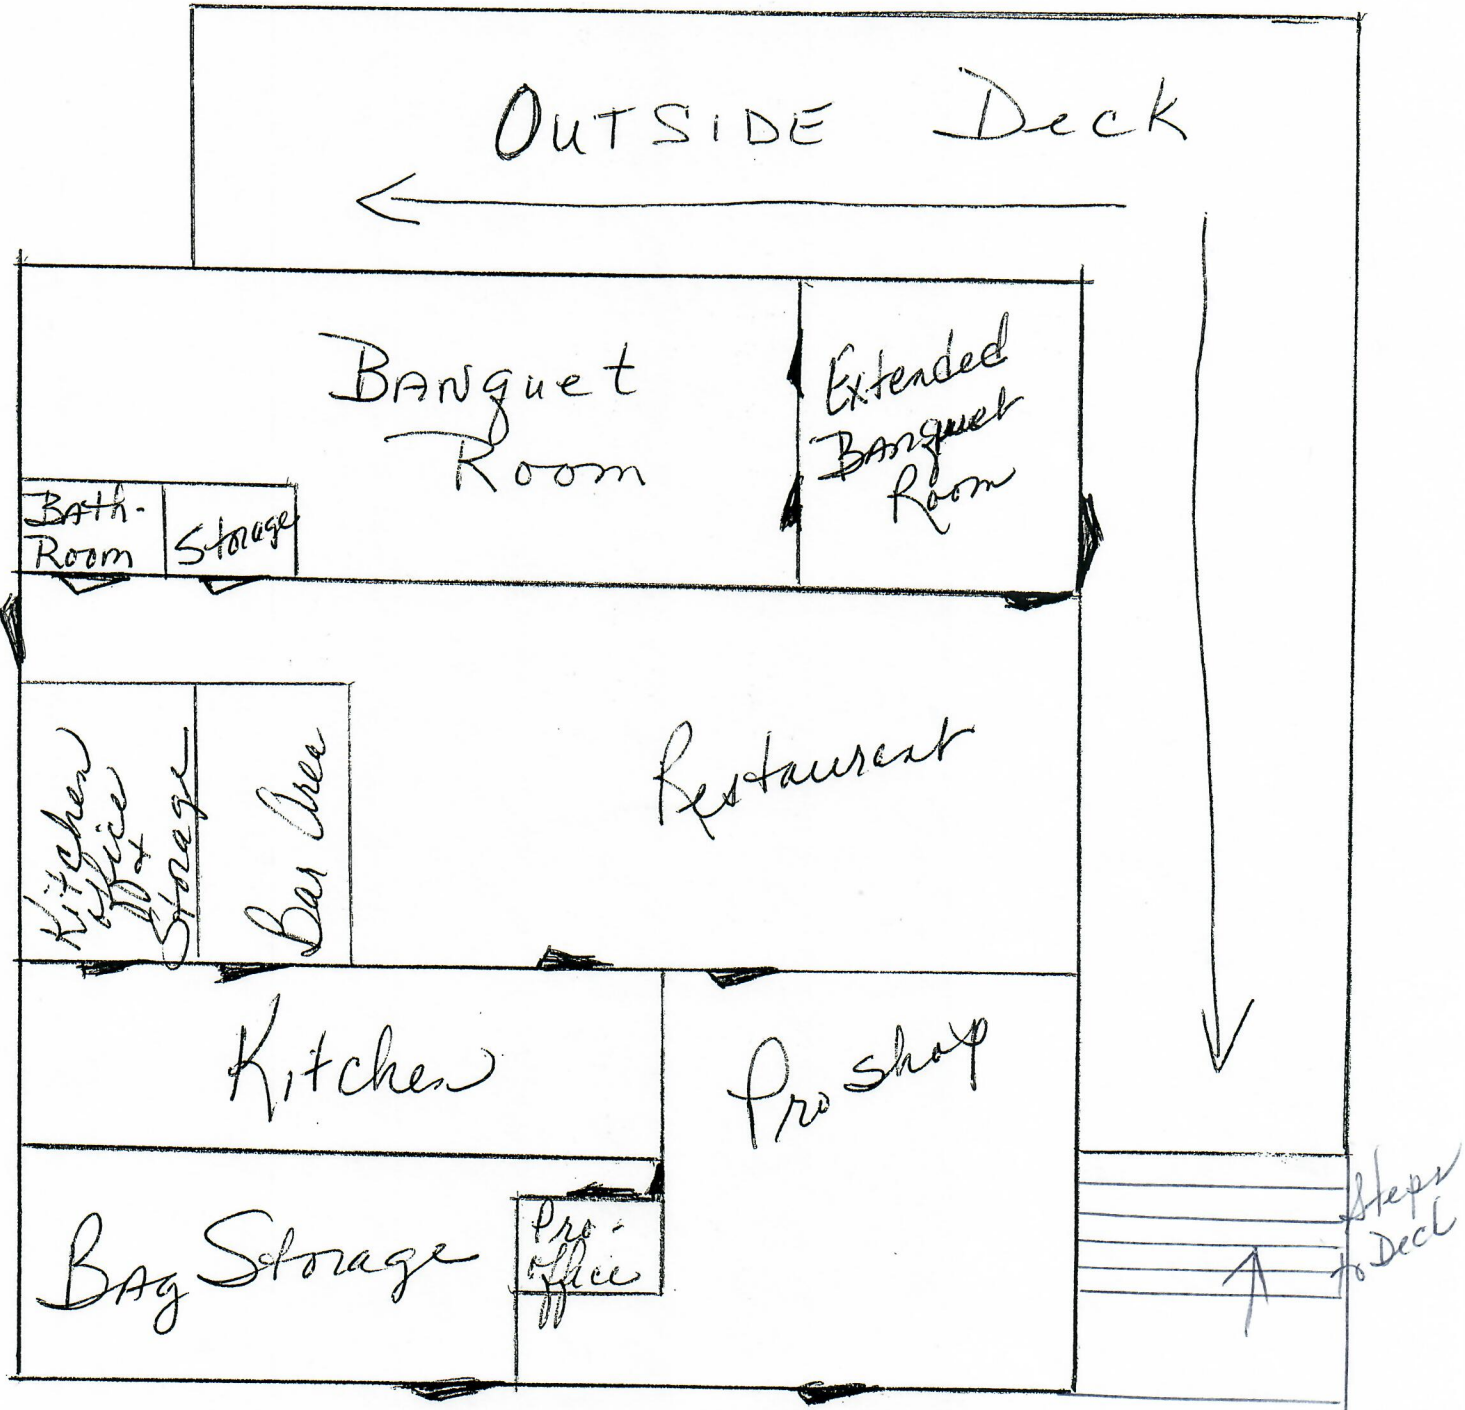 OUTSIDE Deck
BANquet
Room
Extended
BANquet
Room
BATh-
Room
Storage
Kitchen
office
+
Storage
Bar Area
Restaurant
Kitchen
Pro Shop
Steps
to Deck
BAg Storage
Pro-
office